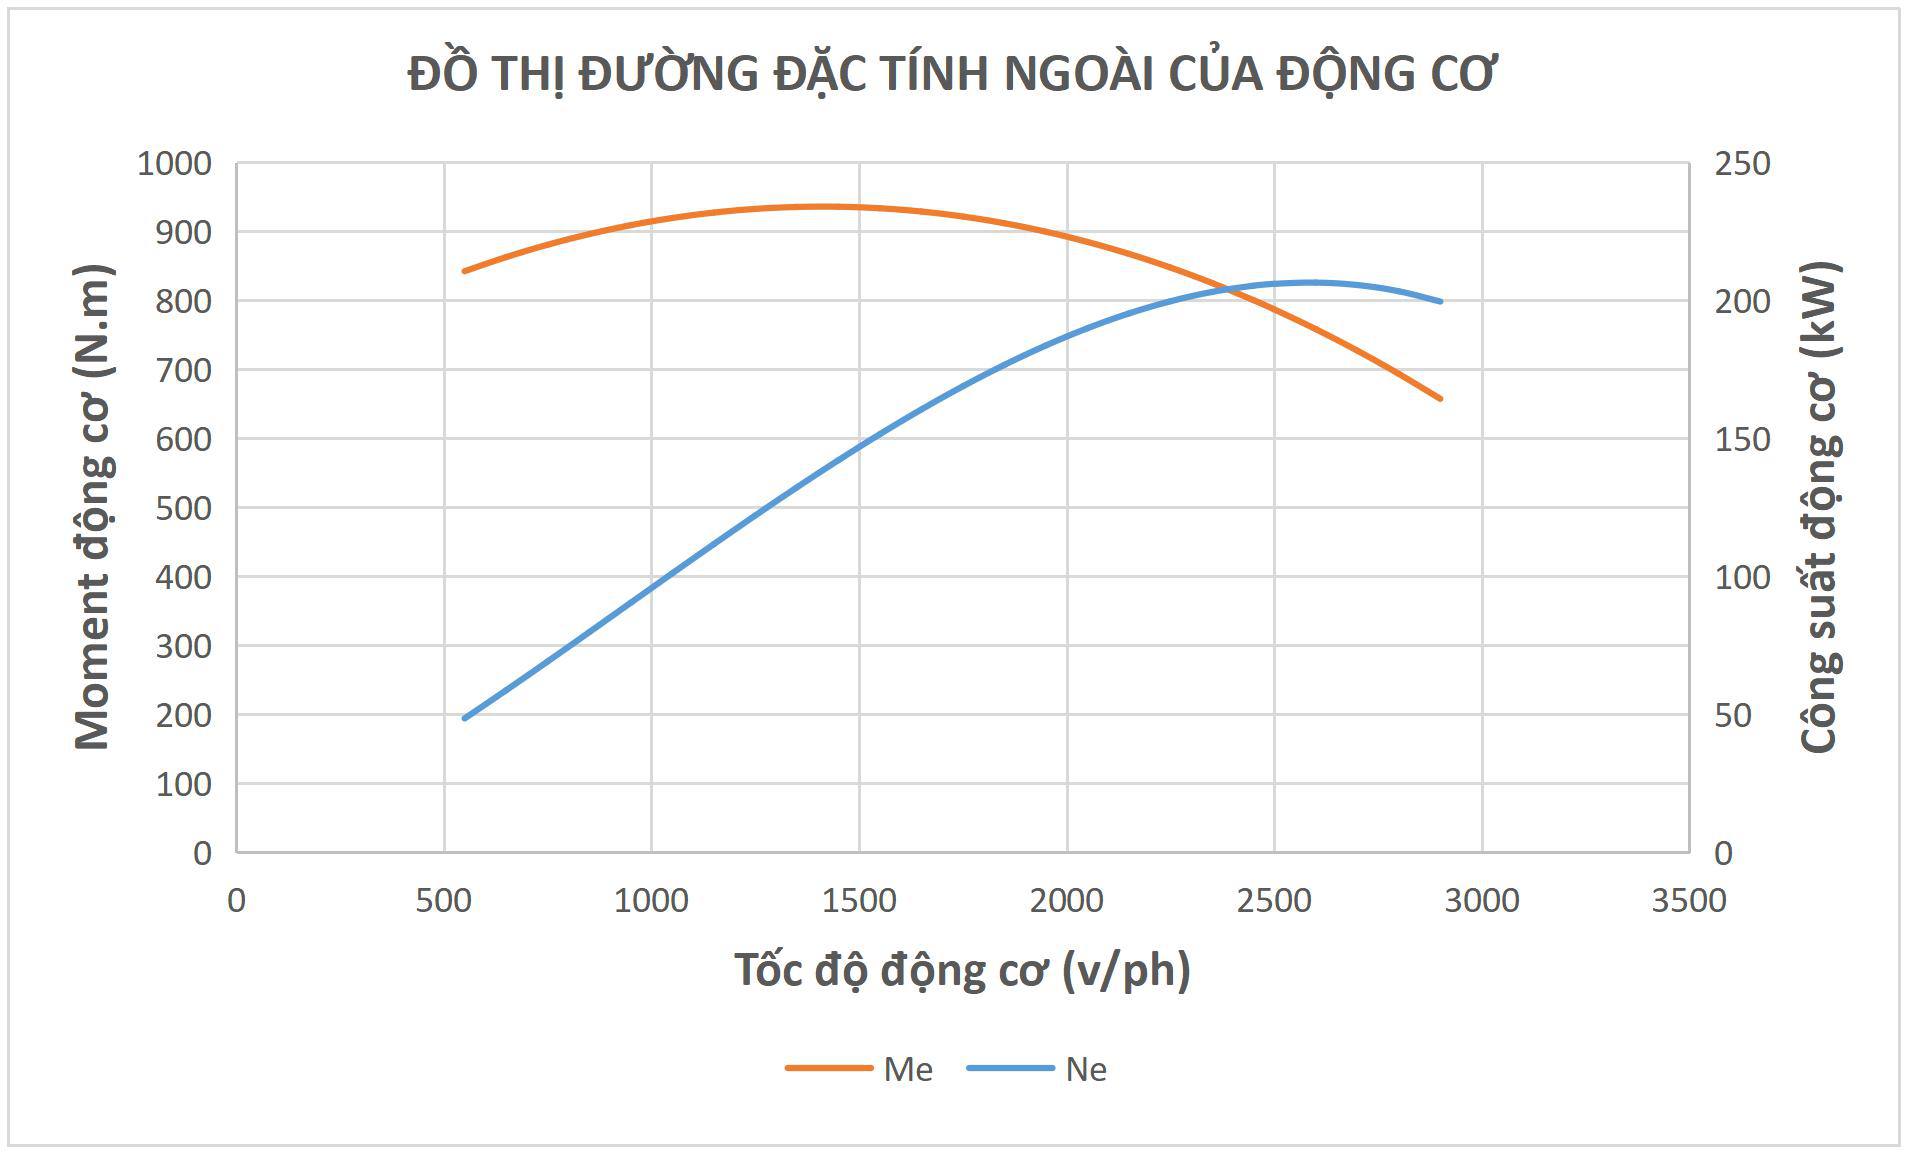 ĐỒ THỊ ĐƯỜNG ĐẶC TÍNH NGOÀI CỦA ĐỘNG CƠ
Moment động cơ (N.m)
1000
900
800
700
600
500
400
300
200
100
0
250
200
150
100
50
0
Công suất động cơ (kW)
0 500 1000 1500 2000 2500 3000 3500
Tốc độ động cơ (v/ph)
Me Ne